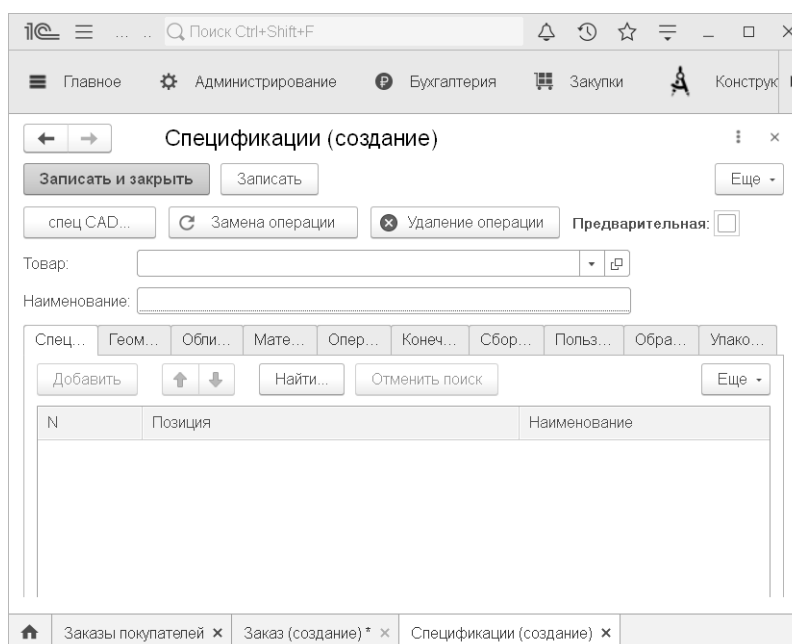 1С ... .. Поиск Ctrl+Shift+F
Главное Администрирование Бухгалтерия Закупки Конструк
Спецификации (создание)
Записать и закрыть Записать Еще
спец CAD... Замена операции Удаление операции Предварительная:
Товар:
Наименование:
Спец... Геом... Обли... Мате... Опер... Конеч... Сбор... Польз... Обра... Упако...
Добавить Найти... Отменить поиск Еще
N Позиция Наименование
Заказы покупателей Заказ (создание) * Спецификации (создание)